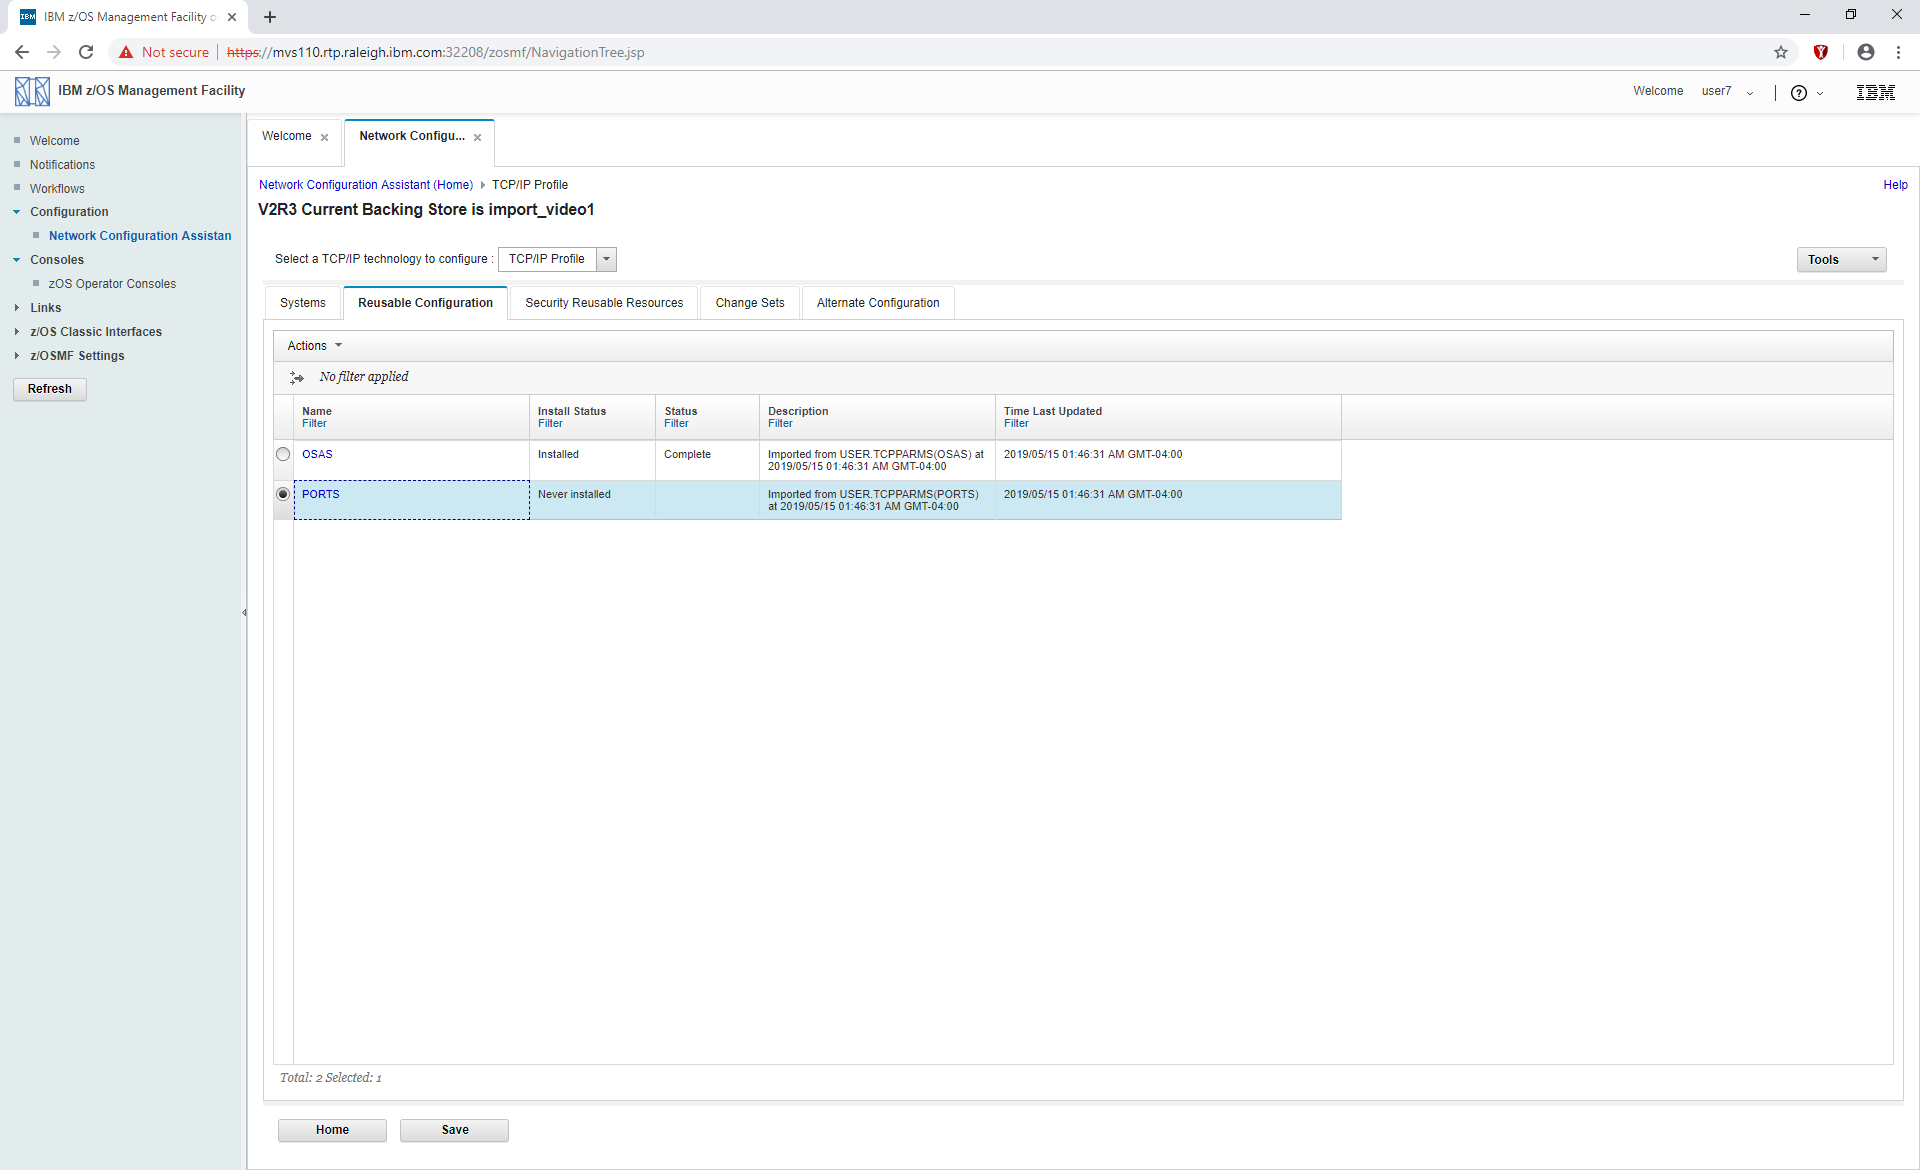 IBM IBM z/OS Management Facility o
Not secure https://mvs110.rtp.raleigh.ibm.com:32208/zosmf/NavigationTree.jsp
IBM z/OS Management Facility
Welcome user7 ? IBM
Welcome
Notifications
Workflows
Configuration
Network Configuration Assistan
Consoles
zOS Operator Consoles
Links
z/OS Classic Interfaces
z/OSMF Settings
Refresh
Welcome
Network Configu...
Network Configuration Assistant (Home) TCP/IP Profile
Help
V2R3 Current Backing Store is import_video1
Select a TCP/IP technology to configure : TCP/IP Profile
Tools
Systems Reusable Configuration Security Reusable Resources Change Sets Alternate Configuration
Actions
No filter applied
Name Install Status Status Description Time Last Updated
Filter Filter Filter Filter Filter
OSAS Installed Complete Imported from USER.TCPPARMS(OSAS) at 2019/05/15 01:46:31 AM GMT-04:00
2019/05/15 01:46:31 AM GMT-04:00
PORTS Never installed Imported from USER.TCPPARMS(PORTS) 2019/05/15 01:46:31 AM GMT-04:00
at 2019/05/15 01:46:31 AM GMT-04:00
Total: 2 Selected: 1
Home Save